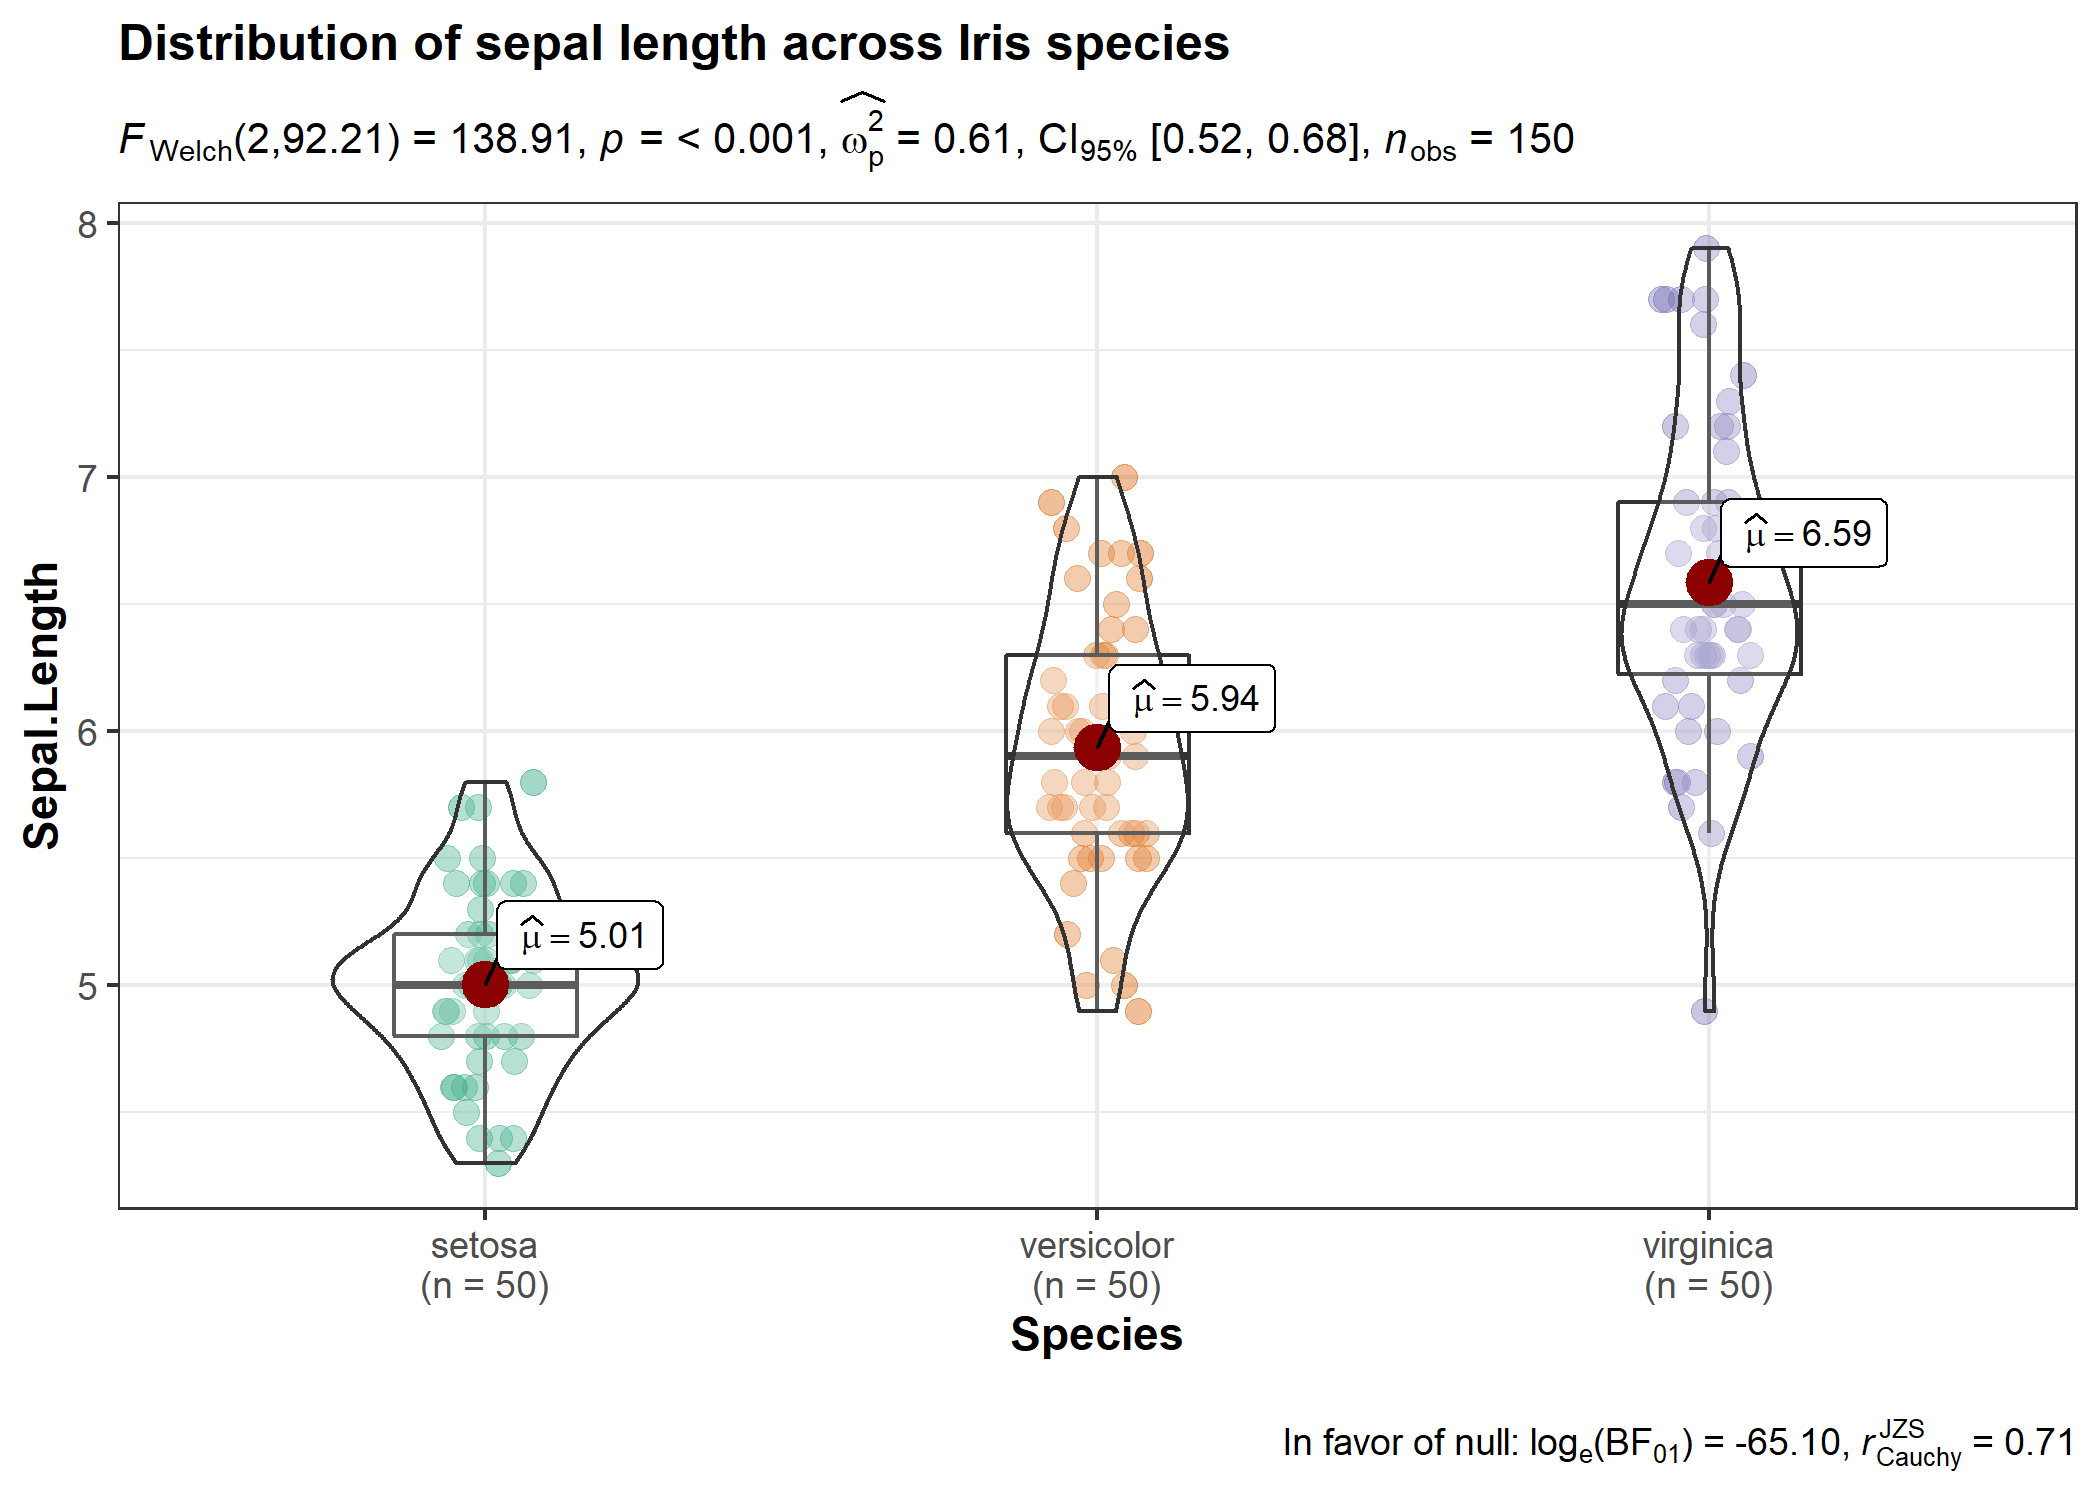 Distribution of sepal length across Iris species
F Welch(2,92.21) = 138.91, p = < 0.001, ω̂²p = 0.61, CI95% [0.52, 0.68], nobs = 150
8
7
6
5
Sepal.Length
μ̂ = 5.01
μ̂ = 5.94
μ̂ = 6.59
setosa
(n = 50)
versicolor
(n = 50)
virginica
(n = 50)
Species
In favor of null: loge(BF01) = -65.10, rJZSCauchy = 0.71